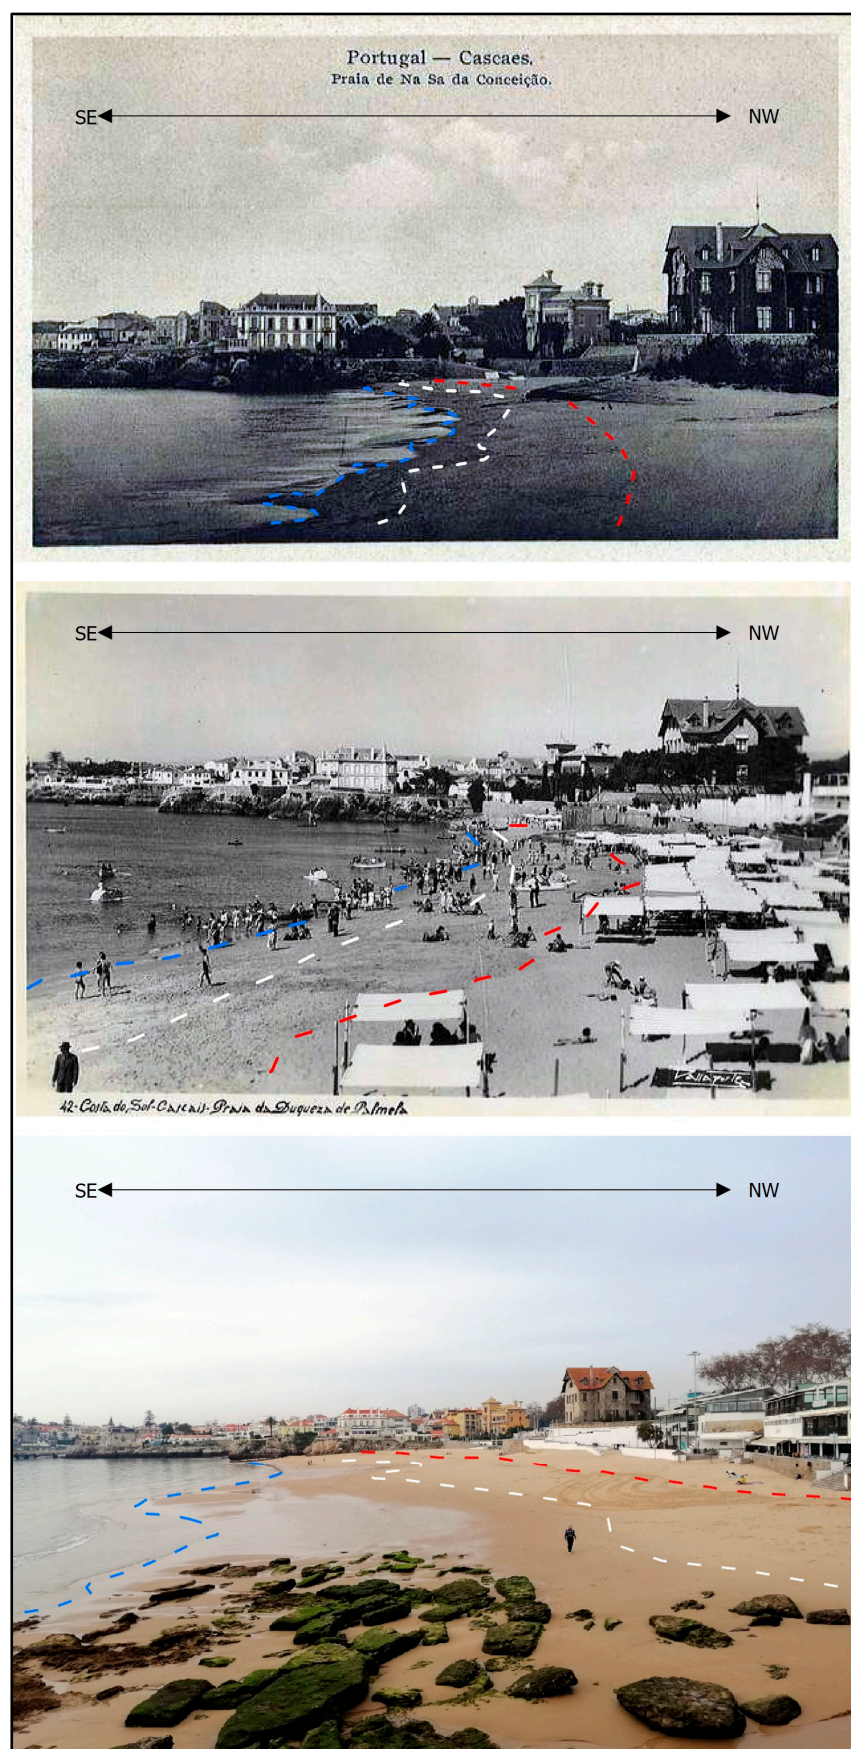 Portugal — Cascaes.
Praia de Na Sa da Conceição.
SE NW
SE NW
42-Costa do Sol-Cascais-Praia da Duqueza de Palmela
SE NW